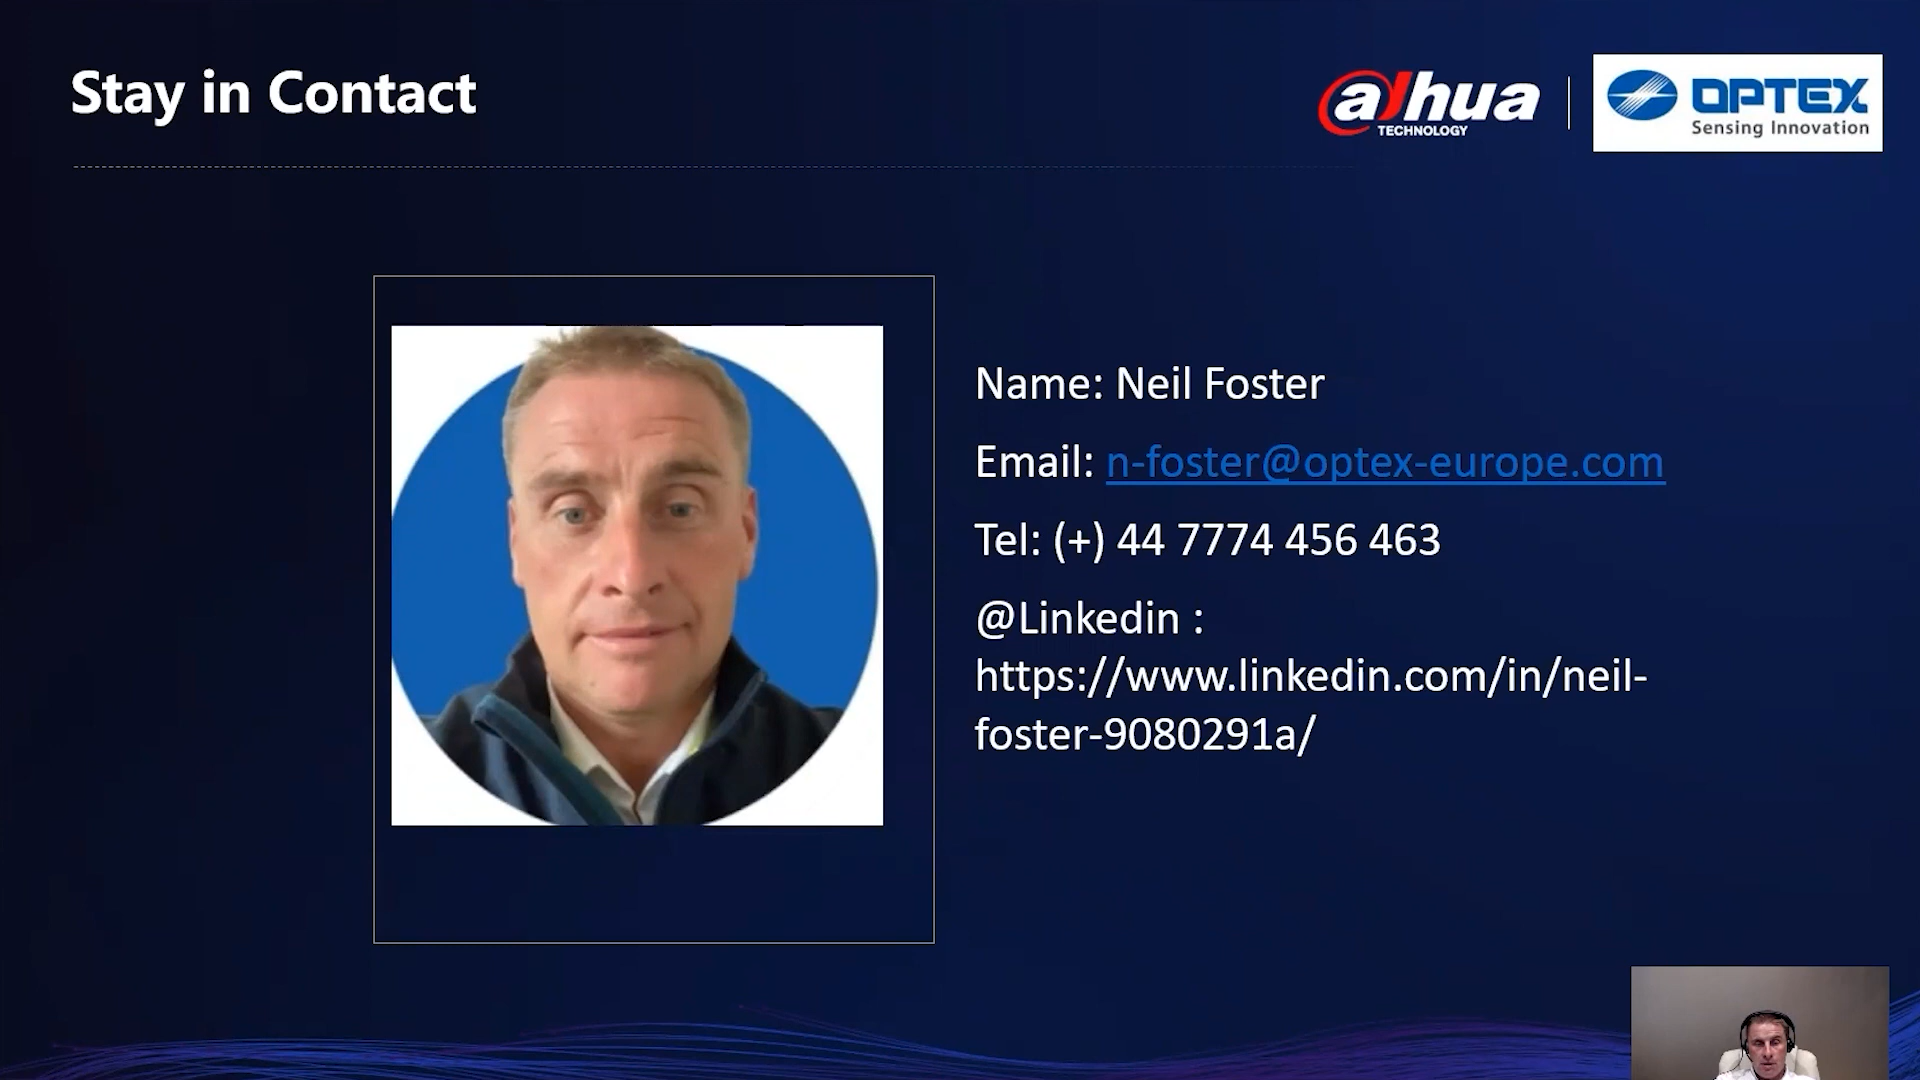 Stay in Contact
alhua
TECHNOLOGY
OPTEX
Sensing Innovation
Name: Neil Foster
Email: n-foster@optex-europe.com
Tel: (+) 44 7774 456 463
@Linkedin :
https://www.linkedin.com/in/neil-
foster-9080291a/